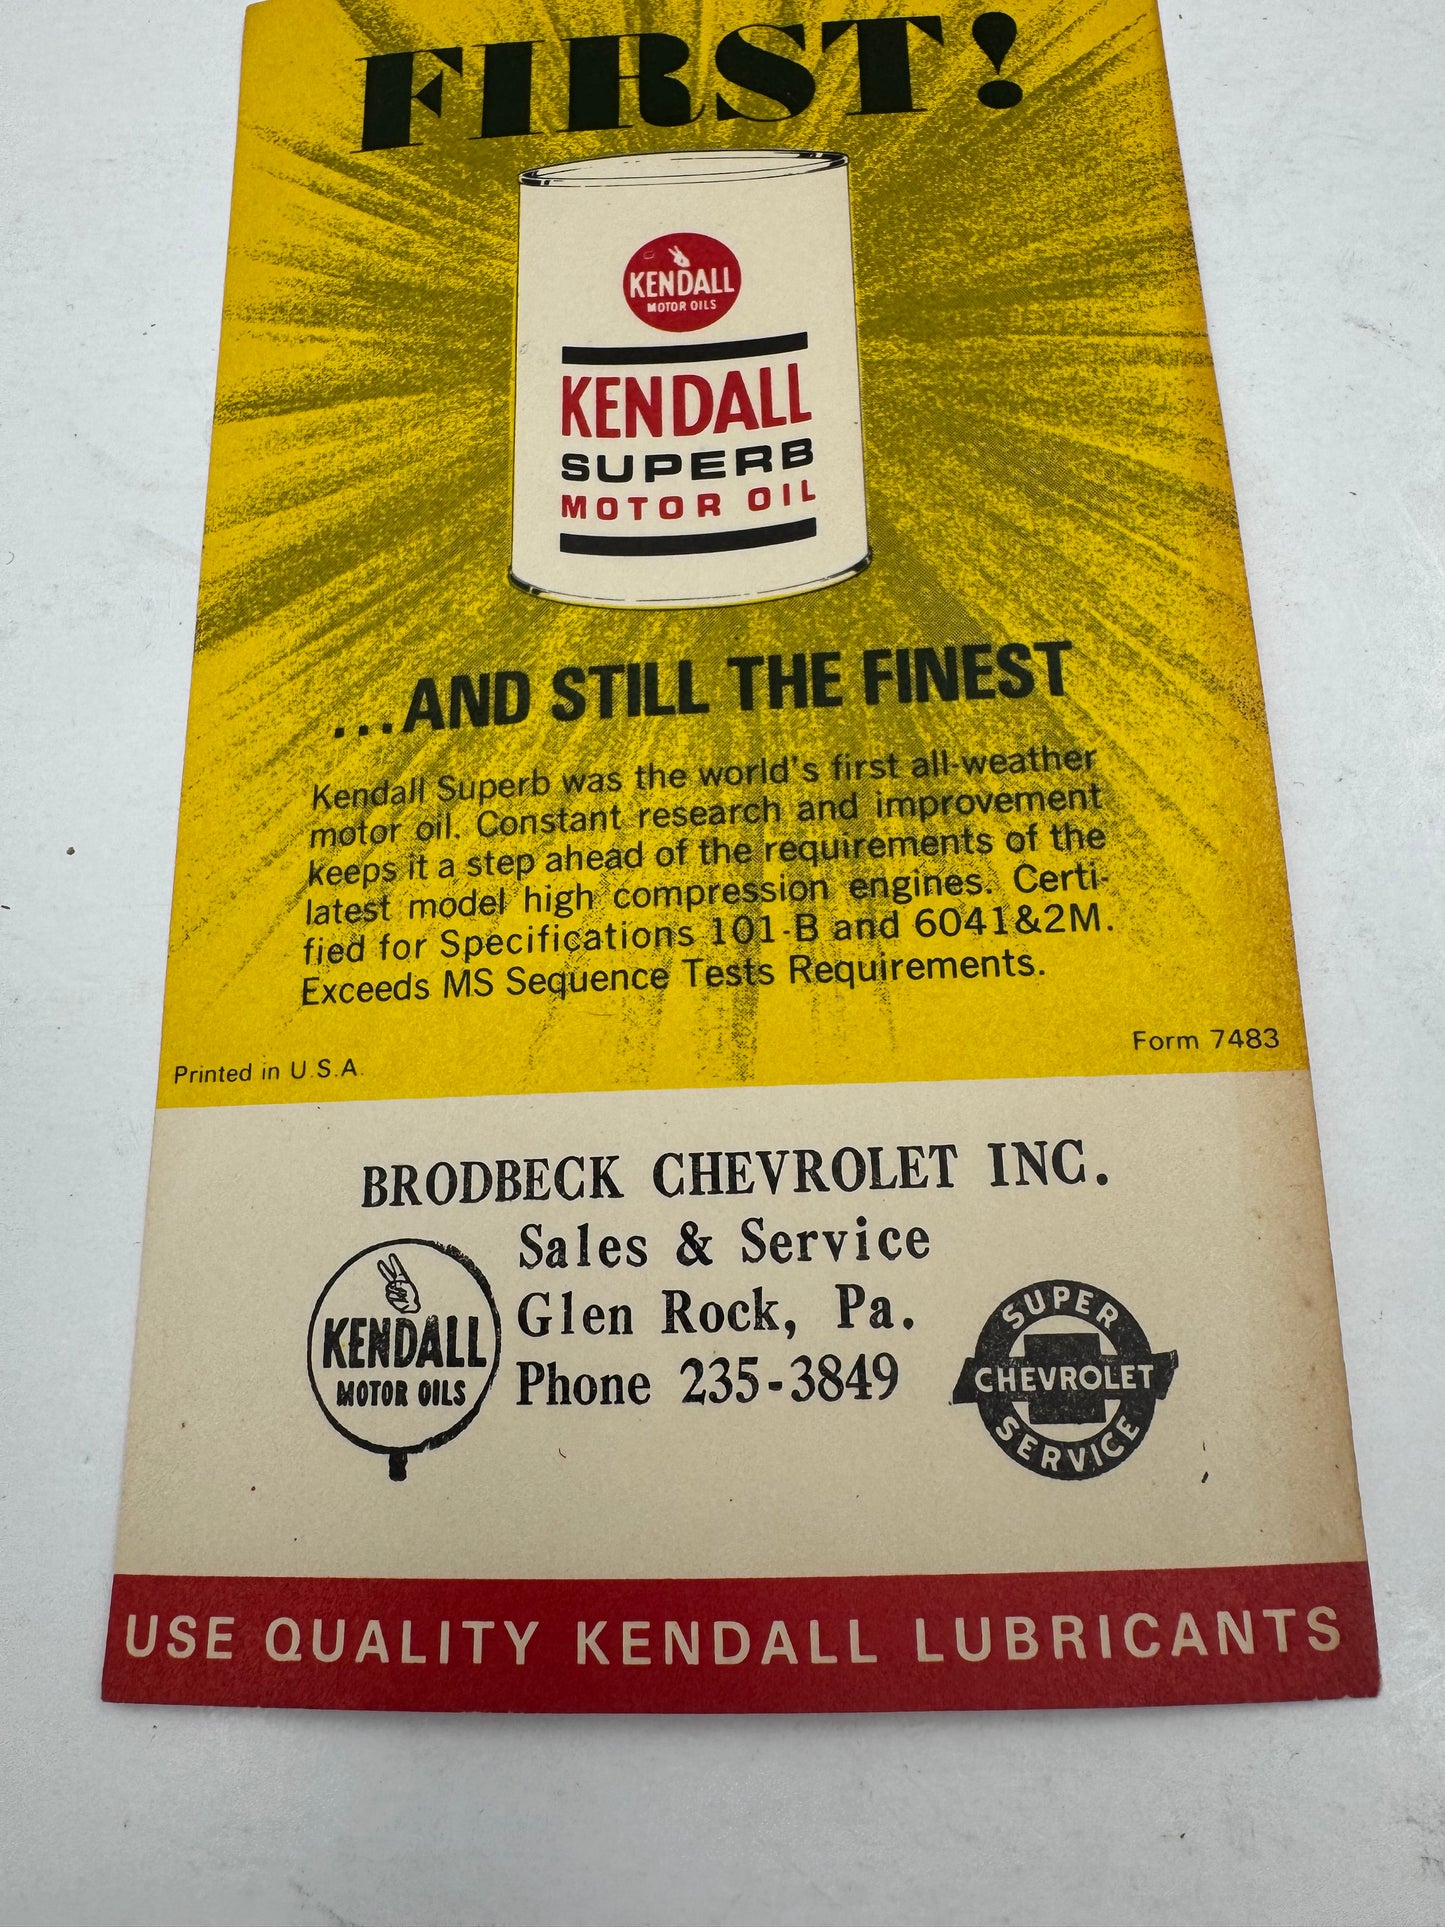 FIRST!
KENDALL
MOTOR OILS
KENDALL
SUPERB
MOTOR OIL
...AND STILL THE FINEST
Kendall Superb was the world's first all-weather
motor oil. Constant research and improvement
keeps it a step ahead of the requirements of the
latest model high compression engines. Certi-
fied for Specifications 101-B and 6041&2M.
Exceeds MS Sequence Tests Requirements.
Printed in U.S.A.
Form 7483
BRODBECK CHEVROLET INC.
Sales & Service
Glen Rock, Pa.
Phone 235-3849
KENDALL
MOTOR OILS
SUPER
CHEVROLET
SERVICE
USE QUALITY KENDALL LUBRICANTS